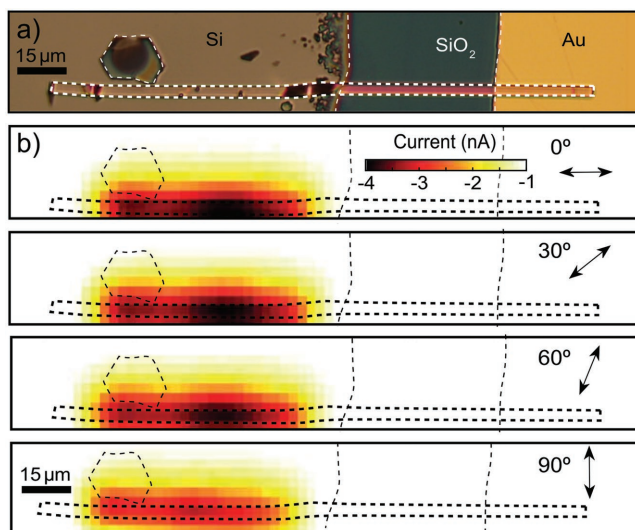 a)
Si
SiO2
Au
15 µm
b)
Current (nA)
-4 -3 -2 -1
0º
30º
60º
90º
15 µm